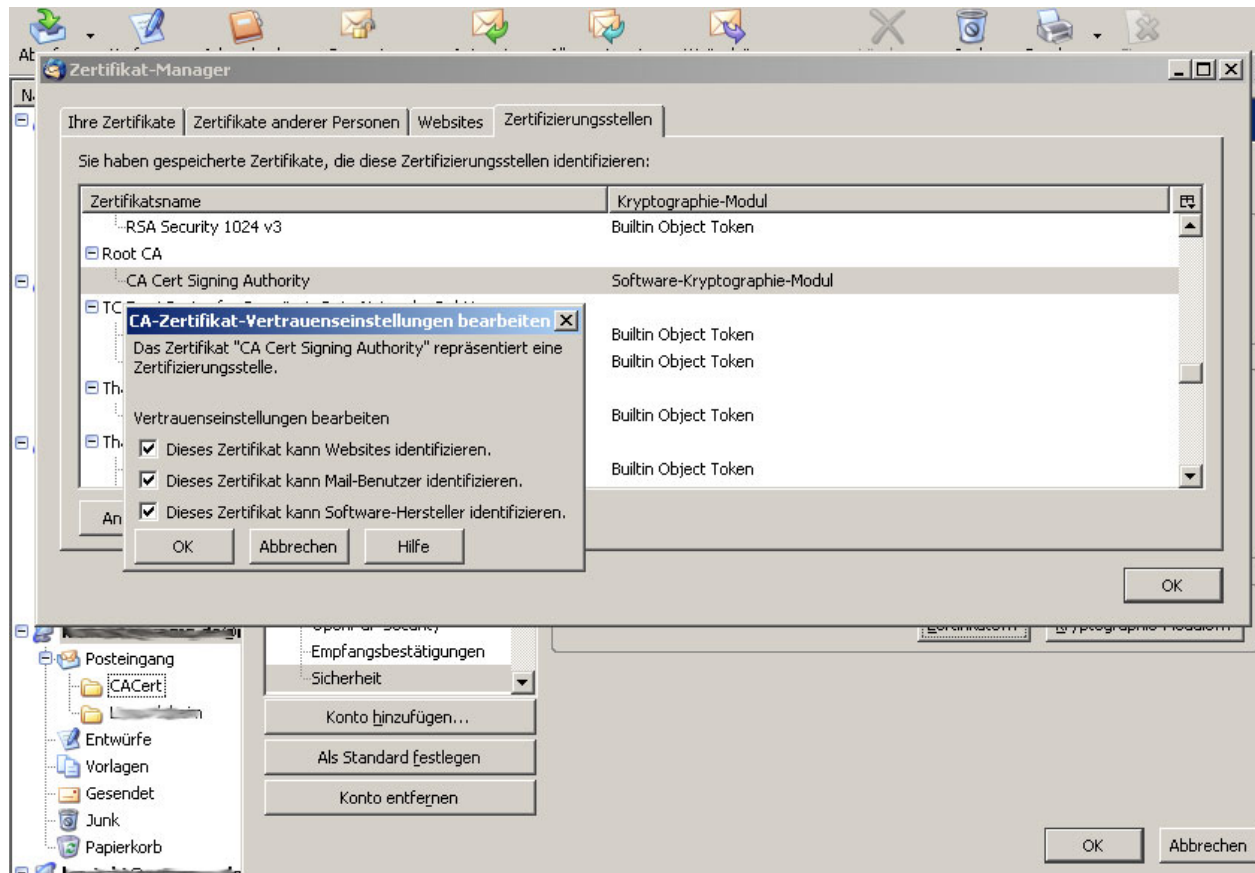 Zertifikat-Manager
Ihre Zertifikate
Zertifikate anderer Personen
Websites
Zertifizierungsstellen
Sie haben gespeicherte Zertifikate, die diese Zertifizierungsstellen identifizieren:
Zertifikatsname
Kryptographie-Modul
RSA Security 1024 v3
Builtin Object Token
Root CA
CA Cert Signing Authority
Software-Kryptographie-Modul
TC
CA-Zertifikat-Vertrauenseinstellungen bearbeiten
Das Zertifikat "CA Cert Signing Authority" repräsentiert eine
Zertifizierungsstelle.
Builtin Object Token
Builtin Object Token
Th
Builtin Object Token
Vertrauenseinstellungen bearbeiten
Th
Dieses Zertifikat kann Websites identifizieren.
Builtin Object Token
Dieses Zertifikat kann Mail-Benutzer identifizieren.
An
Dieses Zertifikat kann Software-Hersteller identifizieren.
OK
Abbrechen
Hilfe
OK
Posteingang
CACert
Entwürfe
Vorlagen
Gesendet
Junk
Papierkorb
Empfangsbestätigungen
Sicherheit
Konto hinzufügen...
Als Standard festlegen
Konto entfernen
OK
Abbrechen